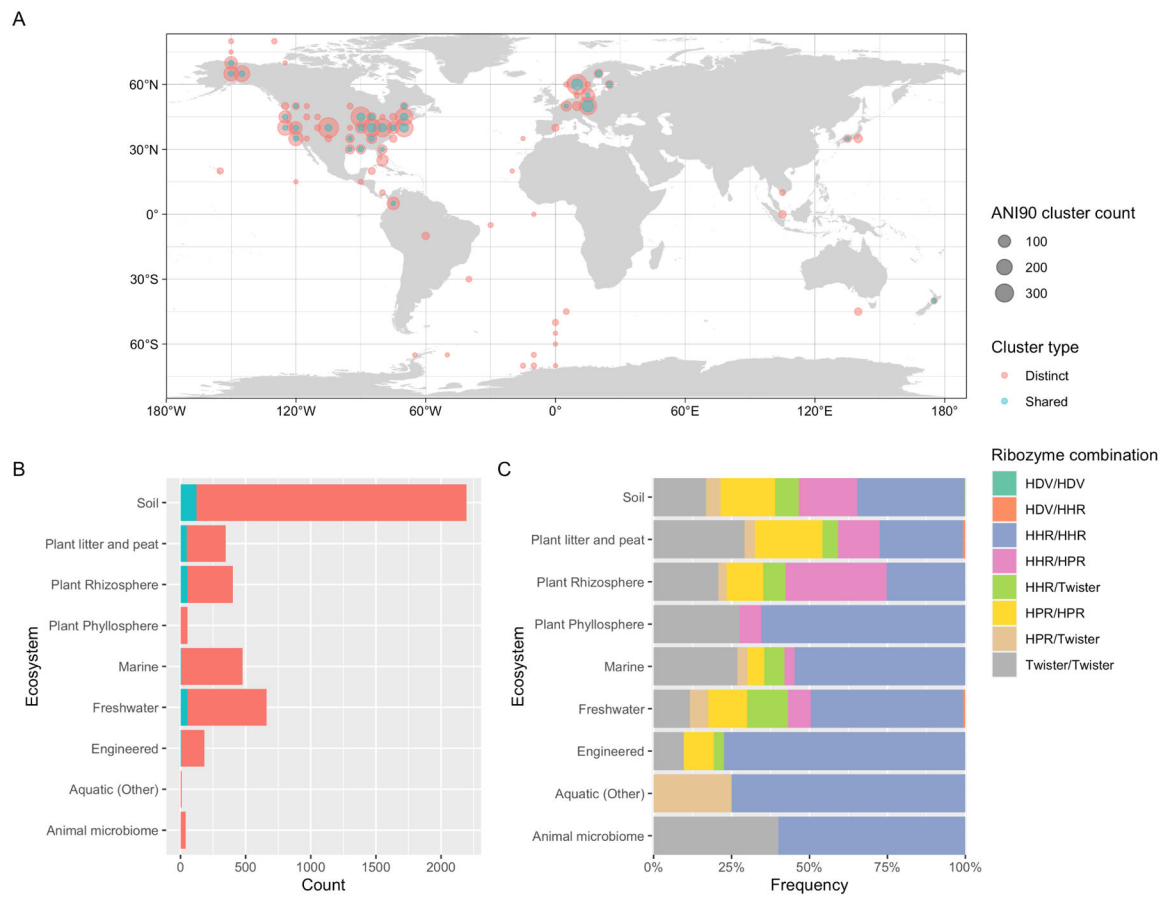 A
60°N
30°N
0°
30°S
60°S
180°W
120°W
60°W
0°
60°E
120°E
180°
ANI90 cluster count
100
200
300
Cluster type
Distinct
Shared
B
Ecosystem
Soil
Plant litter and peat
Plant Rhizosphere
Plant Phyllosphere
Marine
Freshwater
Engineered
Aquatic (Other)
Animal microbiome
0
500
1000
1500
2000
Count
C
Ecosystem
Soil
Plant litter and peat
Plant Rhizosphere
Plant Phyllosphere
Marine
Freshwater
Engineered
Aquatic (Other)
Animal microbiome
0%
25%
50%
75%
100%
Frequency
Ribozyme combination
HDV/HDV
HDV/HHR
HHR/HHR
HHR/HPR
HHR/Twister
HPR/HPR
HPR/Twister
Twister/Twister